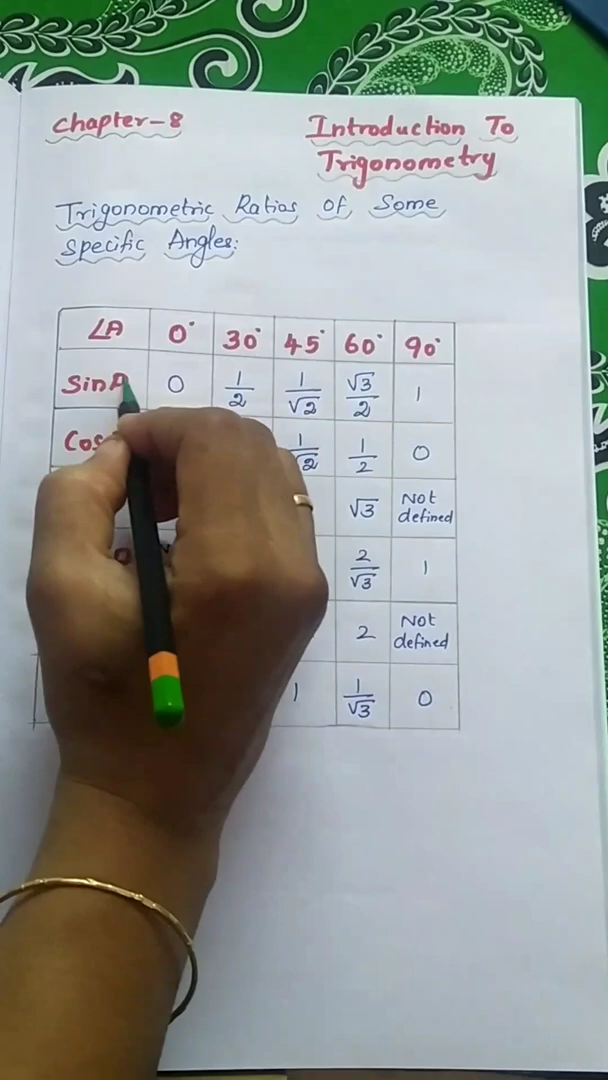 Chapter-8
Introduction To
Trigonometry
Trigonometric Ratios of Some
Specific Angles:
∠A 0° 30° 45° 60° 90°
SinA 0 1/2 1/√2 √3/2 1
Cos 1/√2 1/2 0
√3 Not defined
2/√3 1
2 Not defined
1 1/√3 0